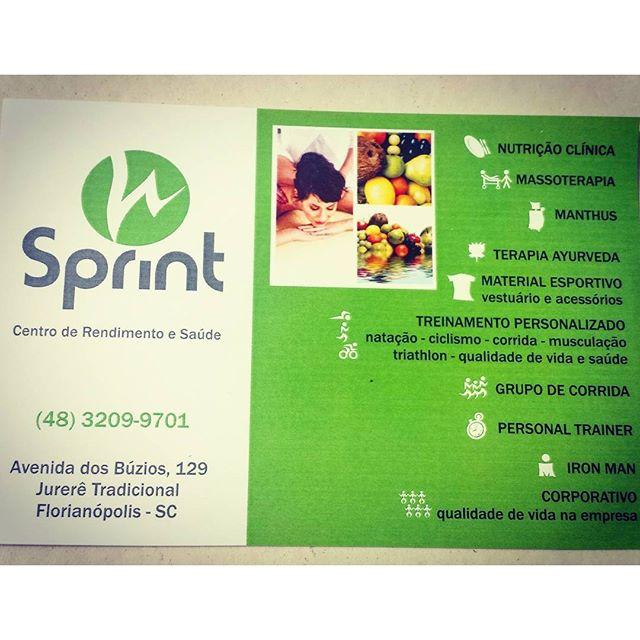 Sprint
Centro de Rendimento e Saúde
(48) 3209-9701
Avenida dos Búzios, 129
Jurerê Tradicional
Florianópolis - SC
NUTRIÇÃO CLÍNICA
MASSOTERAPIA
MANTHUS
TERAPIA AYURVEDA
MATERIAL ESPORTIVO
vestuário e acessórios
TREINAMENTO PERSONALIZADO
natação - ciclismo - corrida - musculação
triathlon - qualidade de vida e saúde
GRUPO DE CORRIDA
PERSONAL TRAINER
IRON MAN
CORPORATIVO
qualidade de vida na empresa